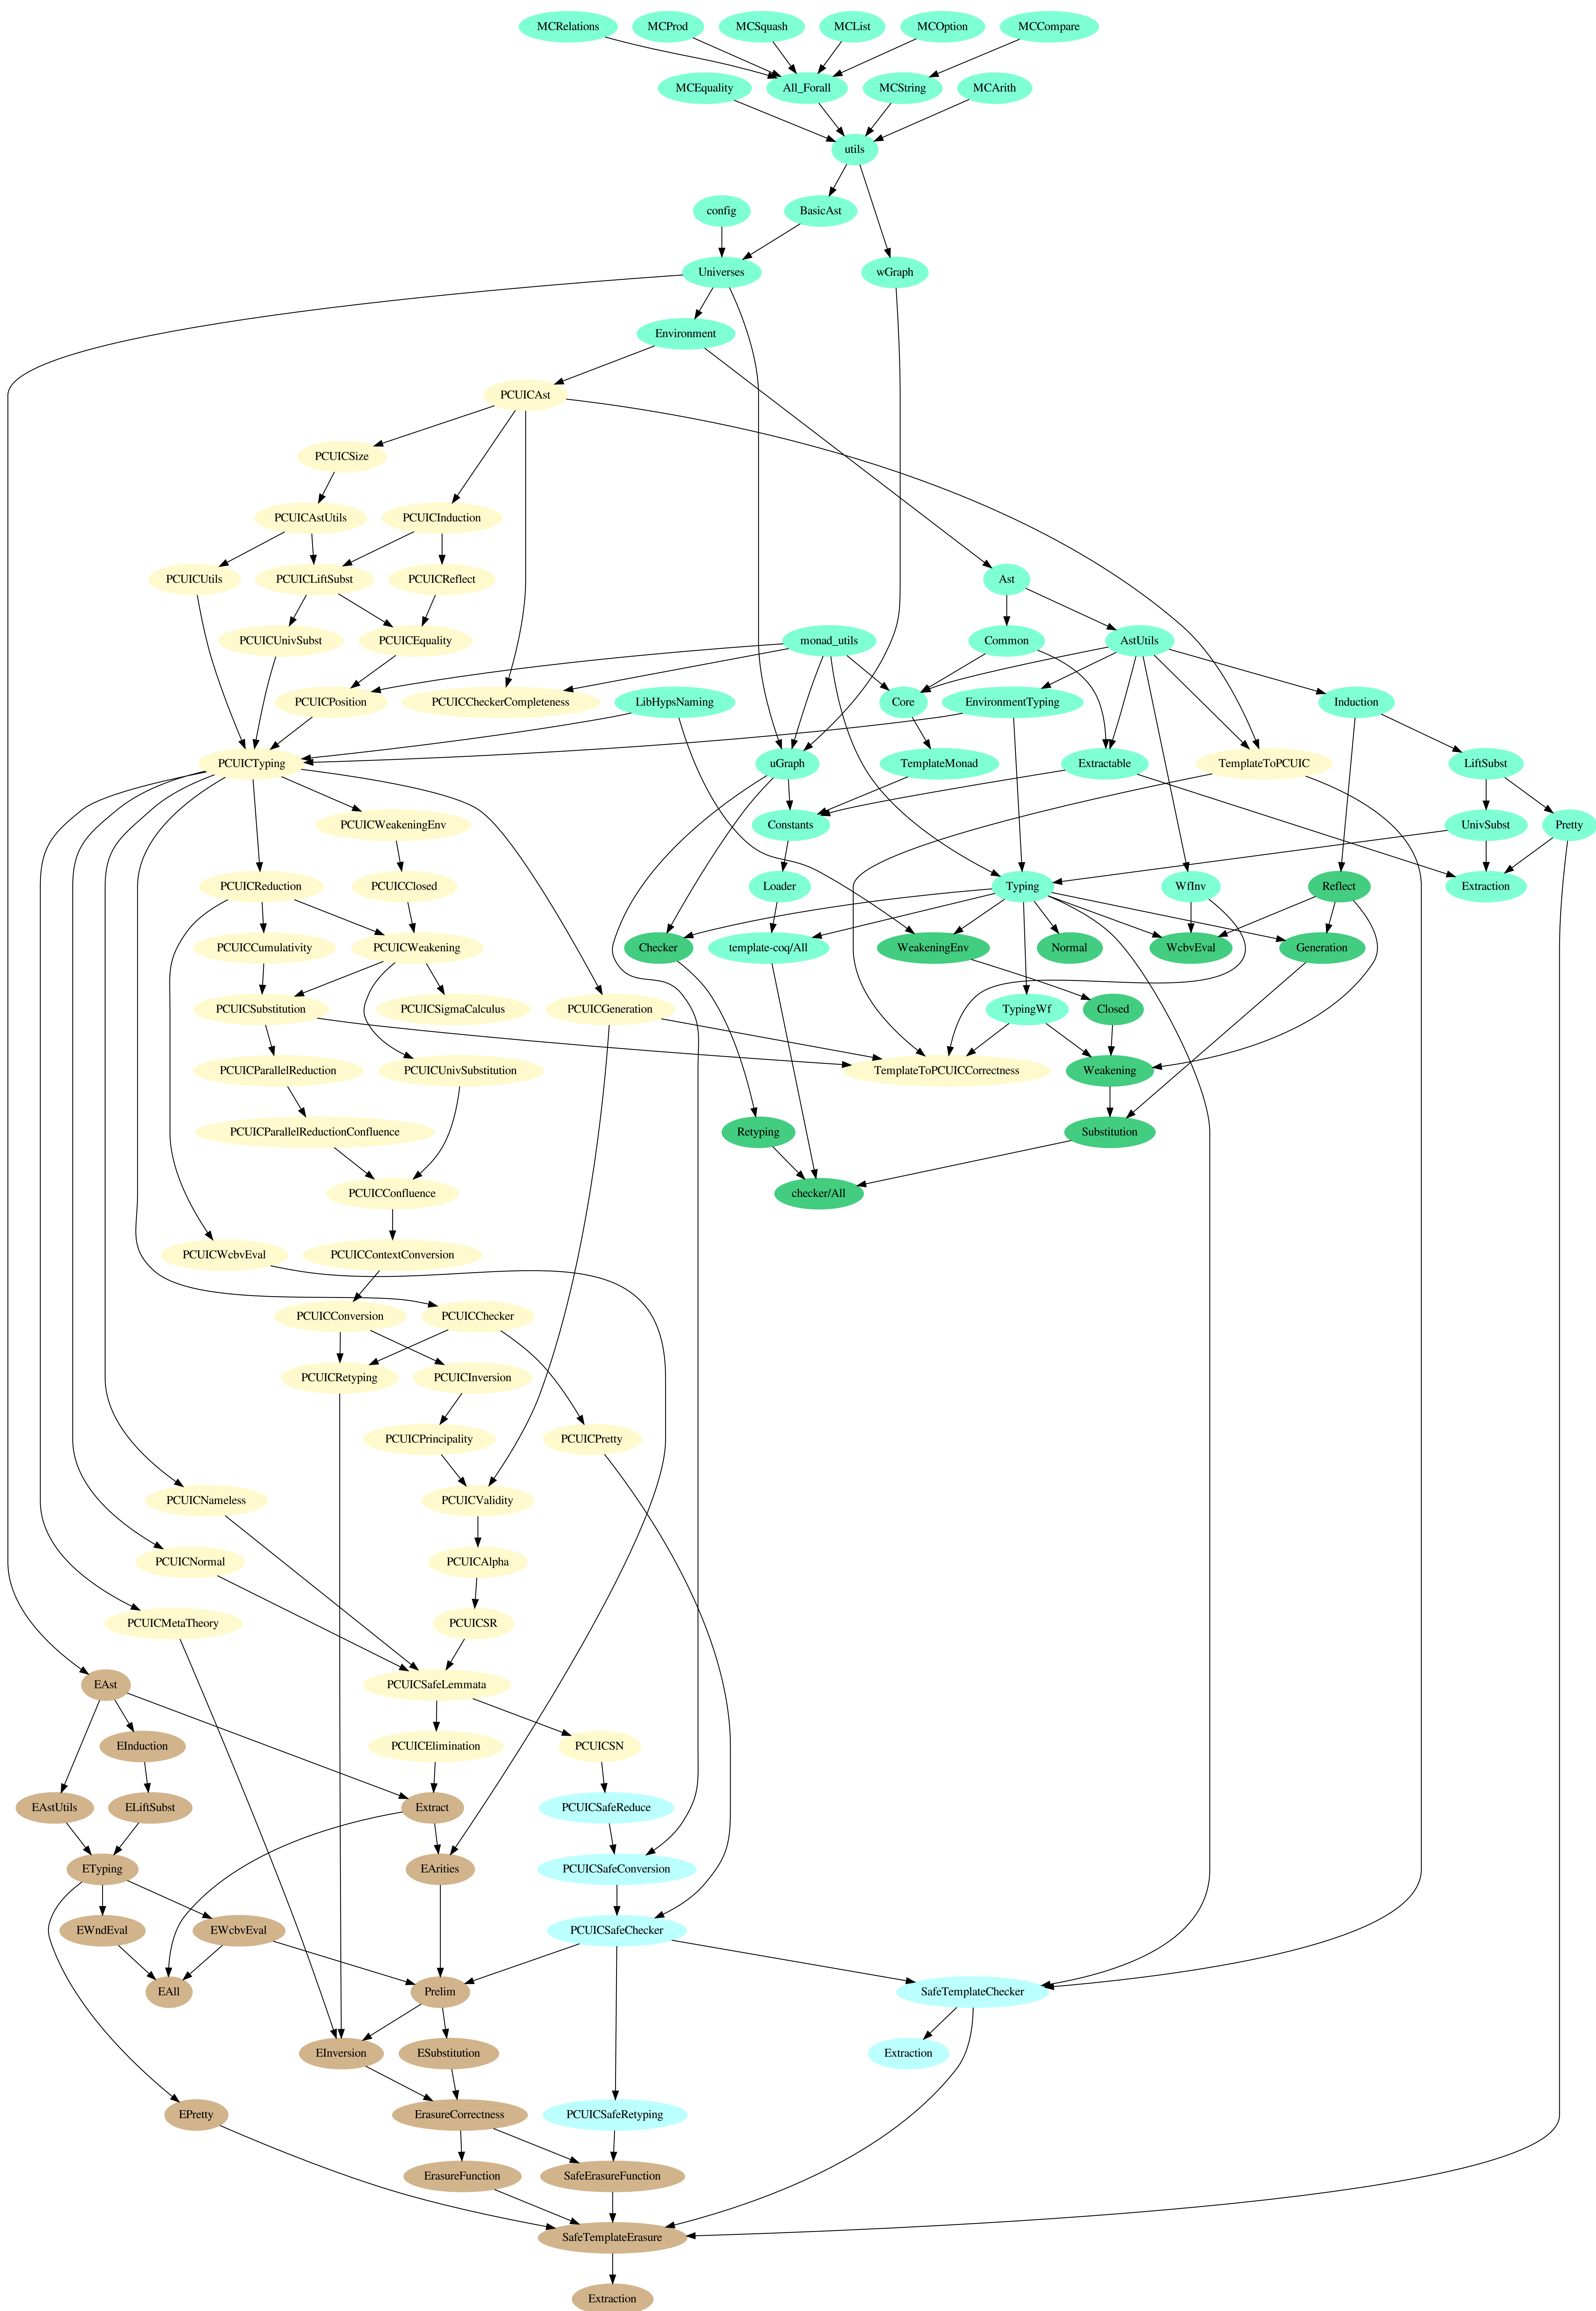 MCRelations
MCProd
MCSquash
MCList
MCOption
MCCompare
MCEquality
All_Forall
MCString
MCArith
utils
config
BasicAst
Universes
wGraph
Environment
PCUICAst
PCUICSize
PCUICAstUtils
PCUICInduction
PCUICUtils
PCUICLiftSubst
PCUICReflect
Ast
PCUICUnivSubst
PCUICEquality
monad_utils
Common
AstUtils
PCUICPosition
PCUICCheckerCompleteness
LibHypsNaming
Core
EnvironmentTyping
Induction
PCUICTyping
uGraph
TemplateMonad
Extractable
TemplateToPCUIC
LiftSubst
PCUICWeakeningEnv
Constants
UnivSubst
Pretty
PCUICReduction
PCUICClosed
Loader
Typing
WfInv
Reflect
Extraction
PCUICCumulativity
PCUICWeakening
Checker
template-coq/All
WeakeningEnv
Normal
WcbvEval
Generation
PCUICSubstitution
PCUICSigmaCalculus
PCUICGeneration
TypingWf
Closed
PCUICParallelReduction
PCUICUnivSubstitution
TemplateToPCUICCorrectness
Weakening
PCUICParallelReductionConfluence
Retyping
Substitution
PCUICConfluence
checker/All
PCUICWcbvEval
PCUICContextConversion
PCUICConversion
PCUICChecker
PCUICRetyping
PCUICInversion
PCUICPrincipality
PCUICPretty
PCUICNameless
PCUICValidity
PCUICNormal
PCUICAlpha
PCUICMetaTheory
PCUICSR
EAst
PCUICSafeLemmata
EInduction
PCUICElimination
PCUICSN
EAstUtils
ELiftSubst
Extract
PCUICSafeReduce
ETyping
EArities
PCUICSafeConversion
EWndEval
EWcbvEval
PCUICSafeChecker
EAll
Prelim
SafeTemplateChecker
EInversion
ESubstitution
Extraction
EPretty
ErasureCorrectness
PCUICSafeRetyping
ErasureFunction
SafeErasureFunction
SafeTemplateErasure
Extraction